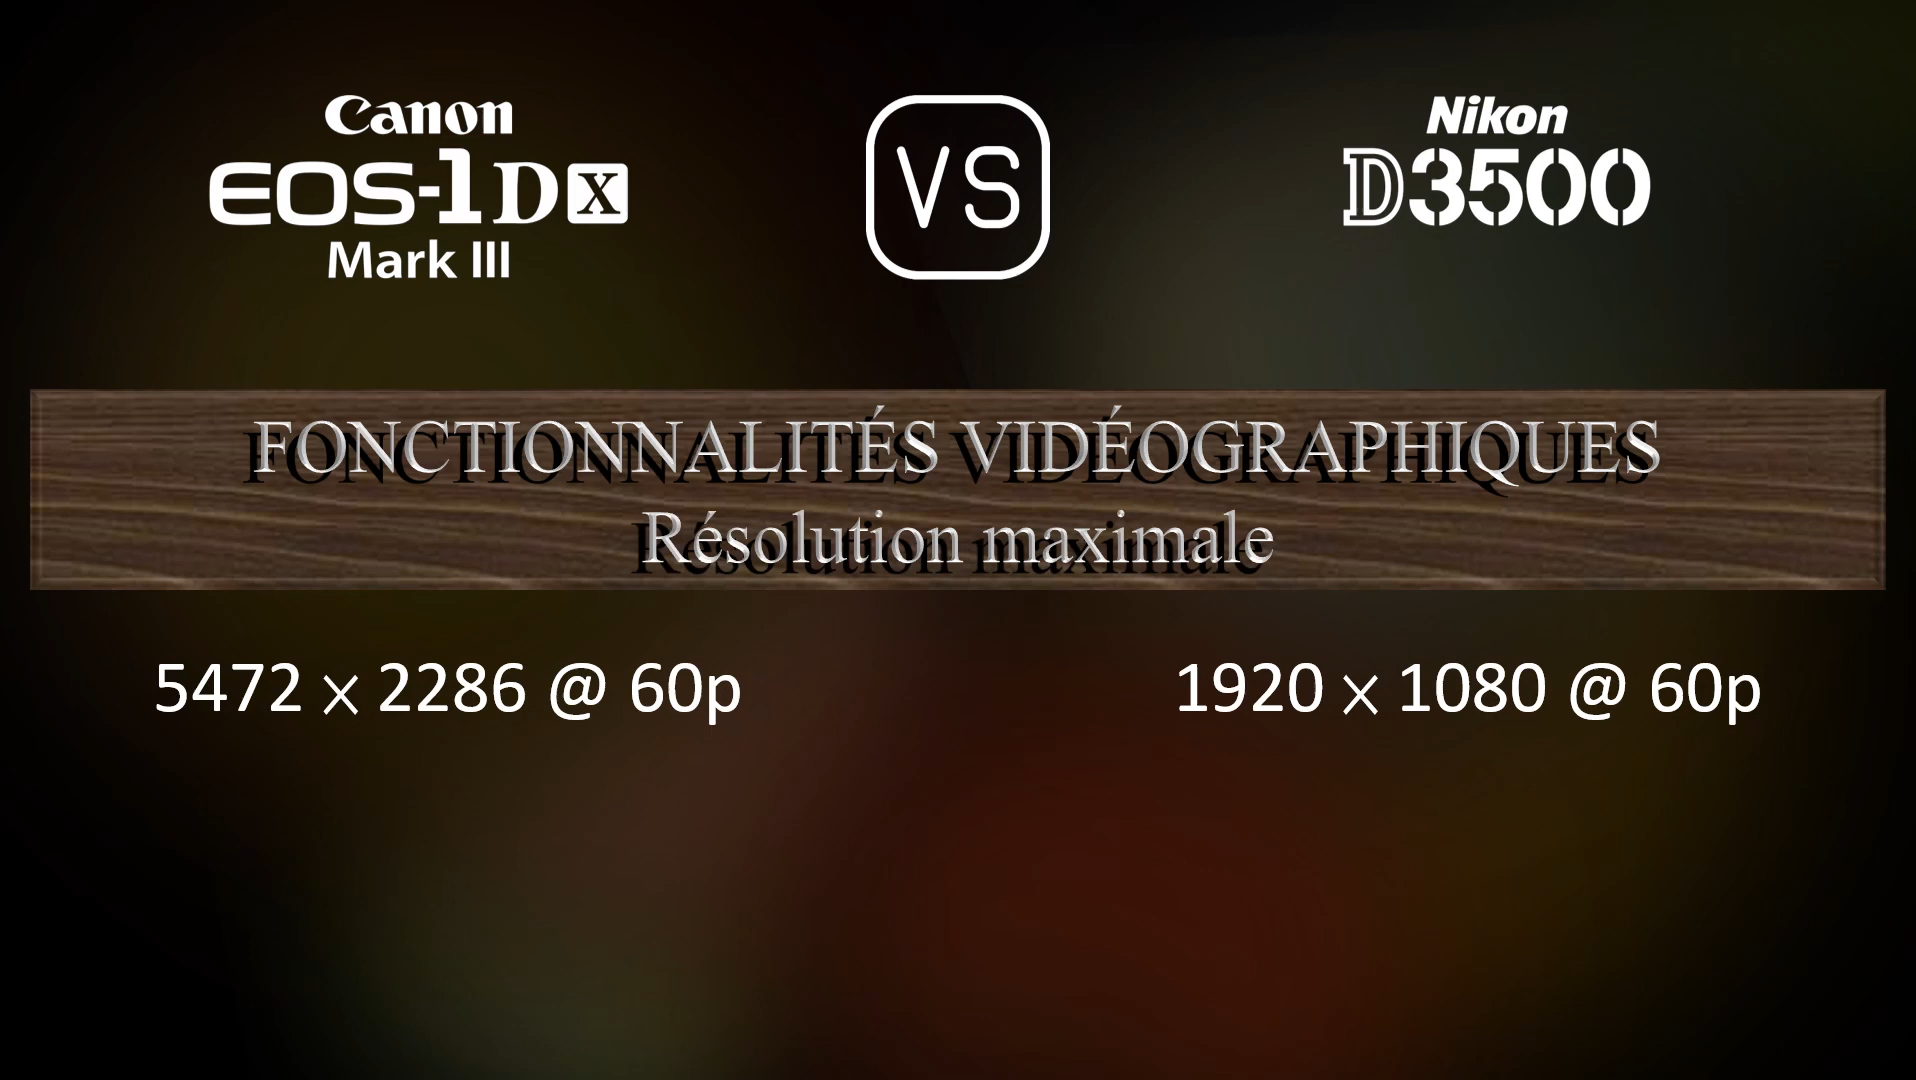 Canon
EOS-1D X
Mark III
VS
Nikon
D3500
FONCTIONNALITÉS VIDÉOGRAPHIQUES
Résolution maximale
5472 x 2286 @ 60p
1920 x 1080 @ 60p